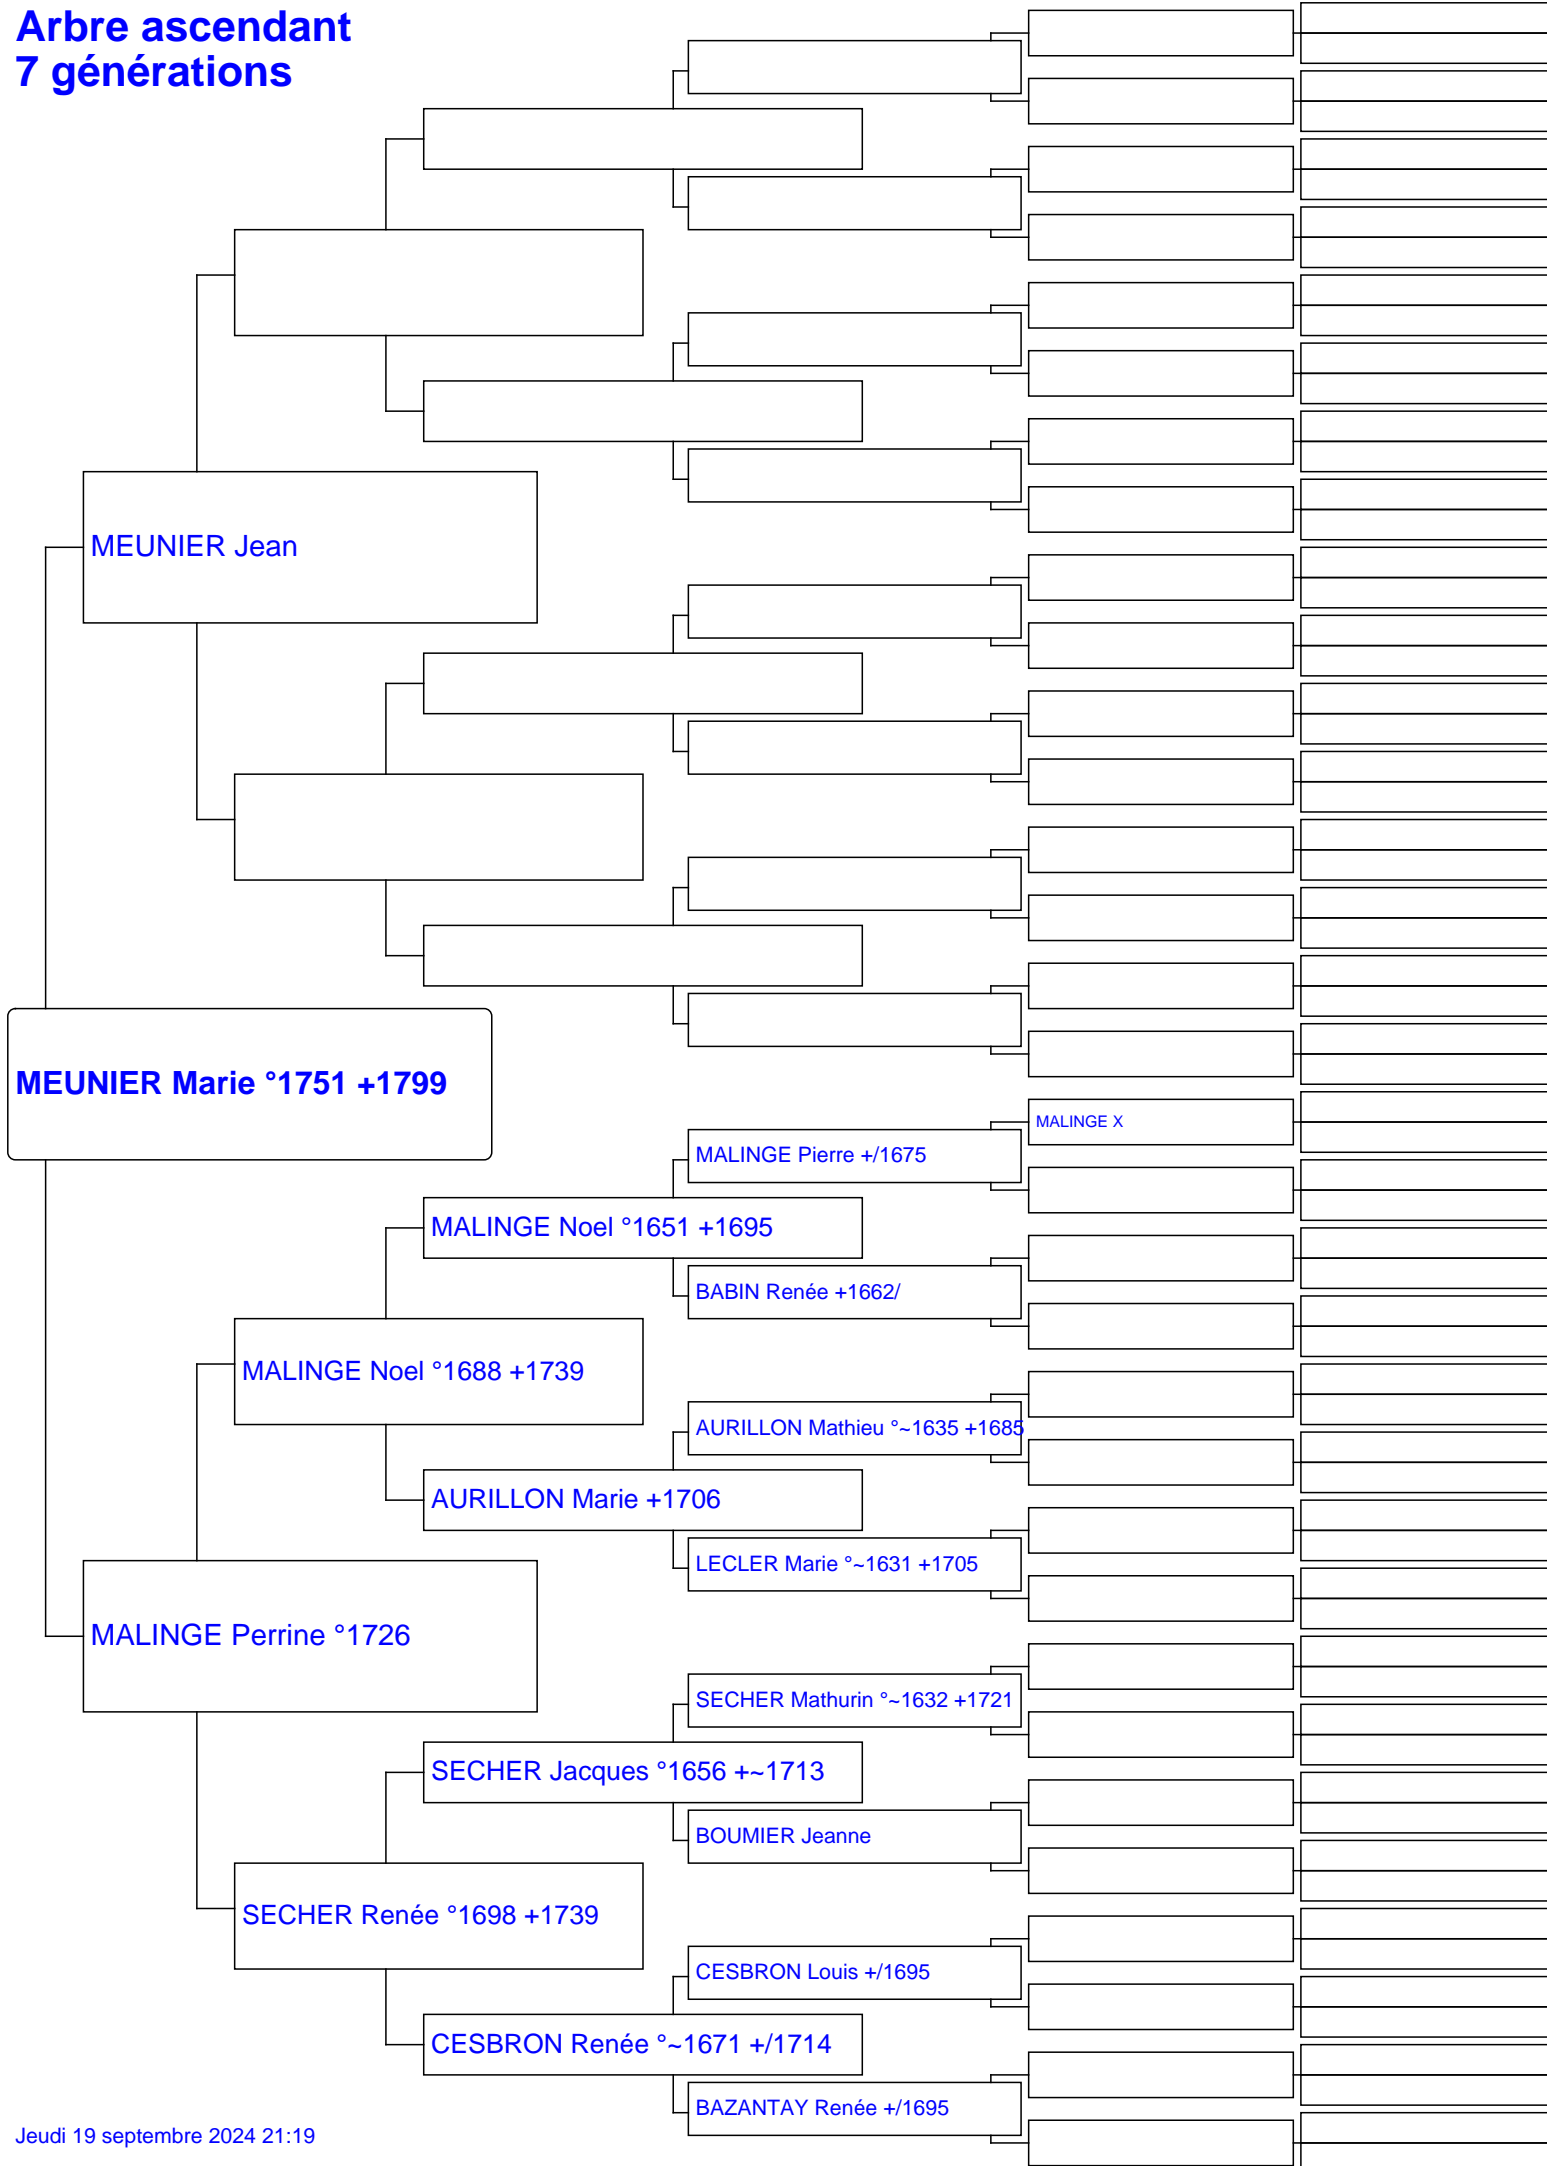 Arbre ascendant
7 générations
MEUNIER Jean
MEUNIER Marie °1751 +1799
MALINGE X
MALINGE Pierre +/1675
MALINGE Noel °1651 +1695
BABIN Renée +1662/
MALINGE Noel °1688 +1739
AURILLON Mathieu °~1635 +1685
AURILLON Marie +1706
LECLER Marie °~1631 +1705
MALINGE Perrine °1726
SECHER Mathurin °~1632 +1721
SECHER Jacques °1656 +~1713
BOUMIER Jeanne
SECHER Renée °1698 +1739
CESBRON Louis +/1695
CESBRON Renée °~1671 +/1714
BAZANTAY Renée +/1695
Jeudi 19 septembre 2024 21:19